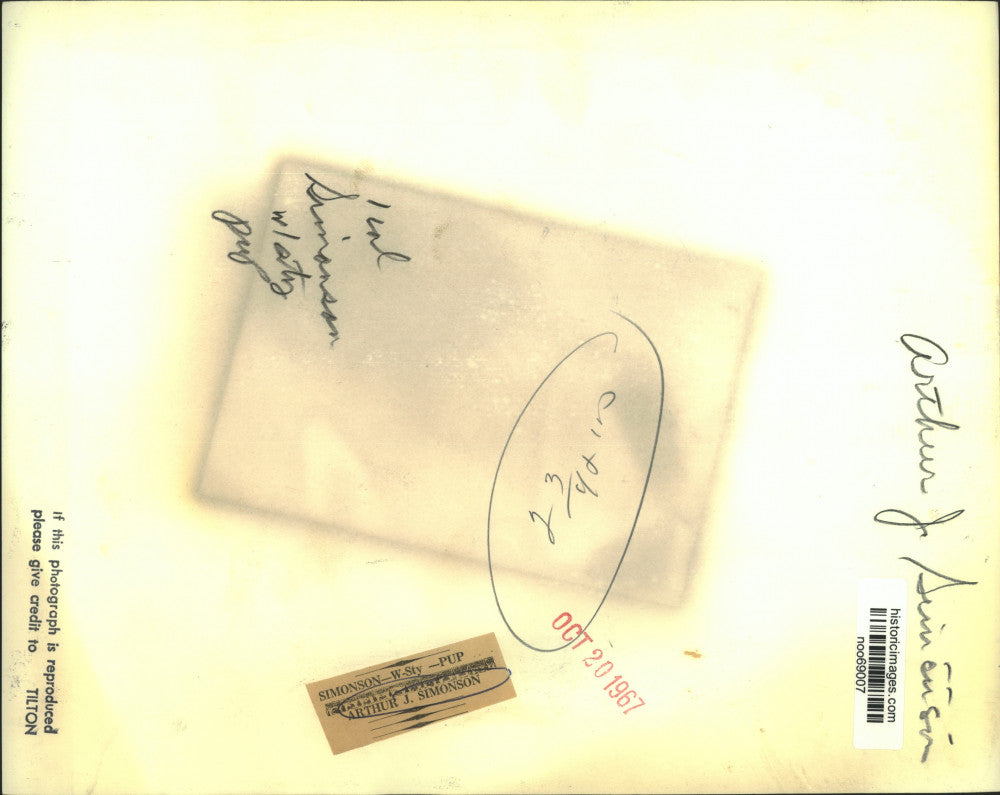 Arthur J. Simonson
historicimages.com
noo69007
1 col
Simonson
w/atty
pup
2 3/4 x 5
OCT 20 1967
SIMONSON—W-Sty —PUP
ARTHUR J. SIMONSON
If this photograph is reproduced
please give credit to TILTON